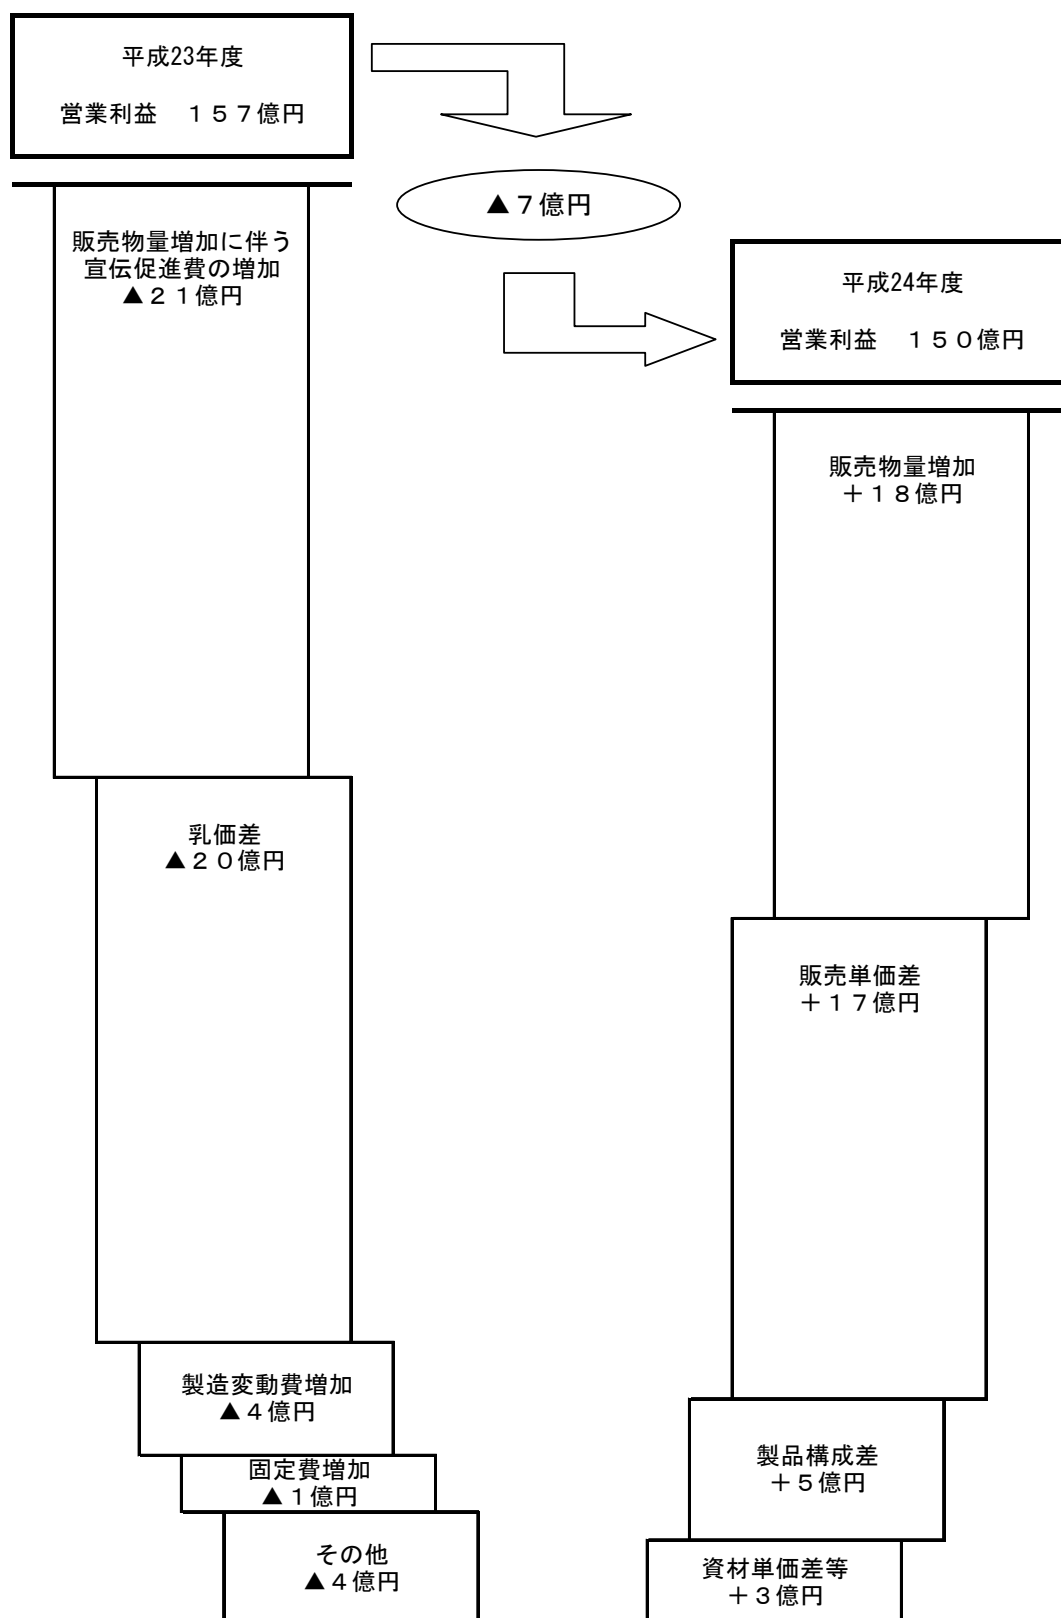 平成23年度
営業利益　１５７億円
▲７億円
販売物量増加に伴う
宣伝促進費の増加
▲２１億円
平成24年度
営業利益　１５０億円
販売物量増加
＋１８億円
乳価差
▲２０億円
販売単価差
＋１７億円
製造変動費増加
▲４億円
固定費増加
▲１億円
その他
▲４億円
製品構成差
＋５億円
資材単価差等
＋３億円